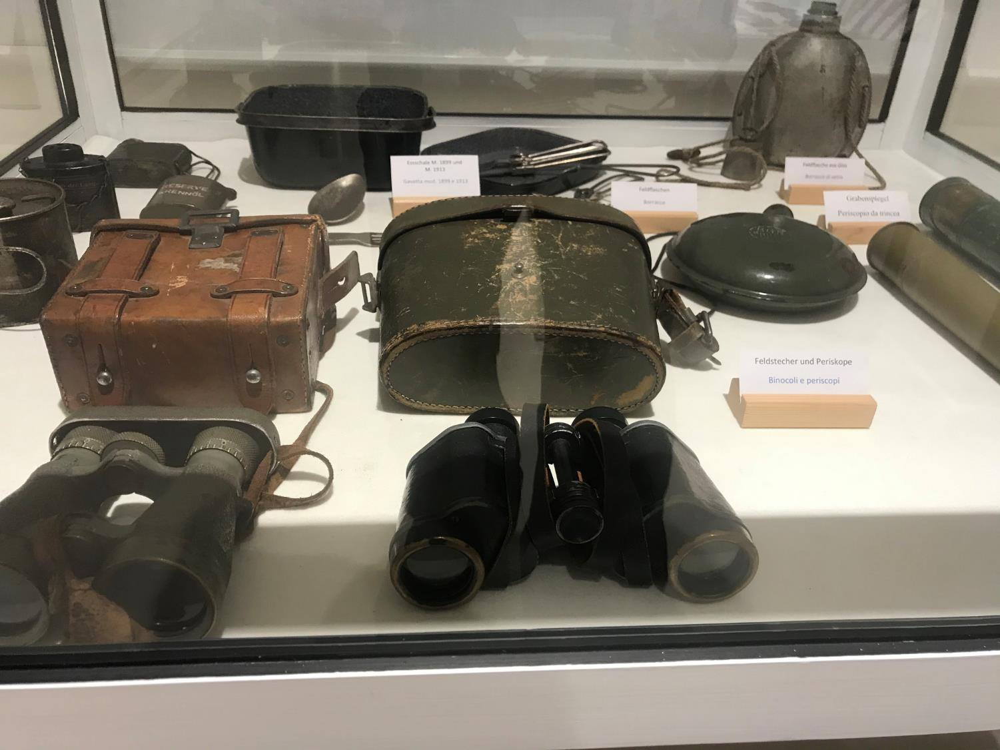 RESERVE
BRENNÖL
Essschale M. 1899 und
M. 1913
Gavetta mod. 1899 e 1913
Feldflaschen
Borracce
Feldflasche aus Glas
Borracce di vetro
Grabenspiegel
Periscopio da trincea
Feldstecher und Periskope
Binocoli e periscopi